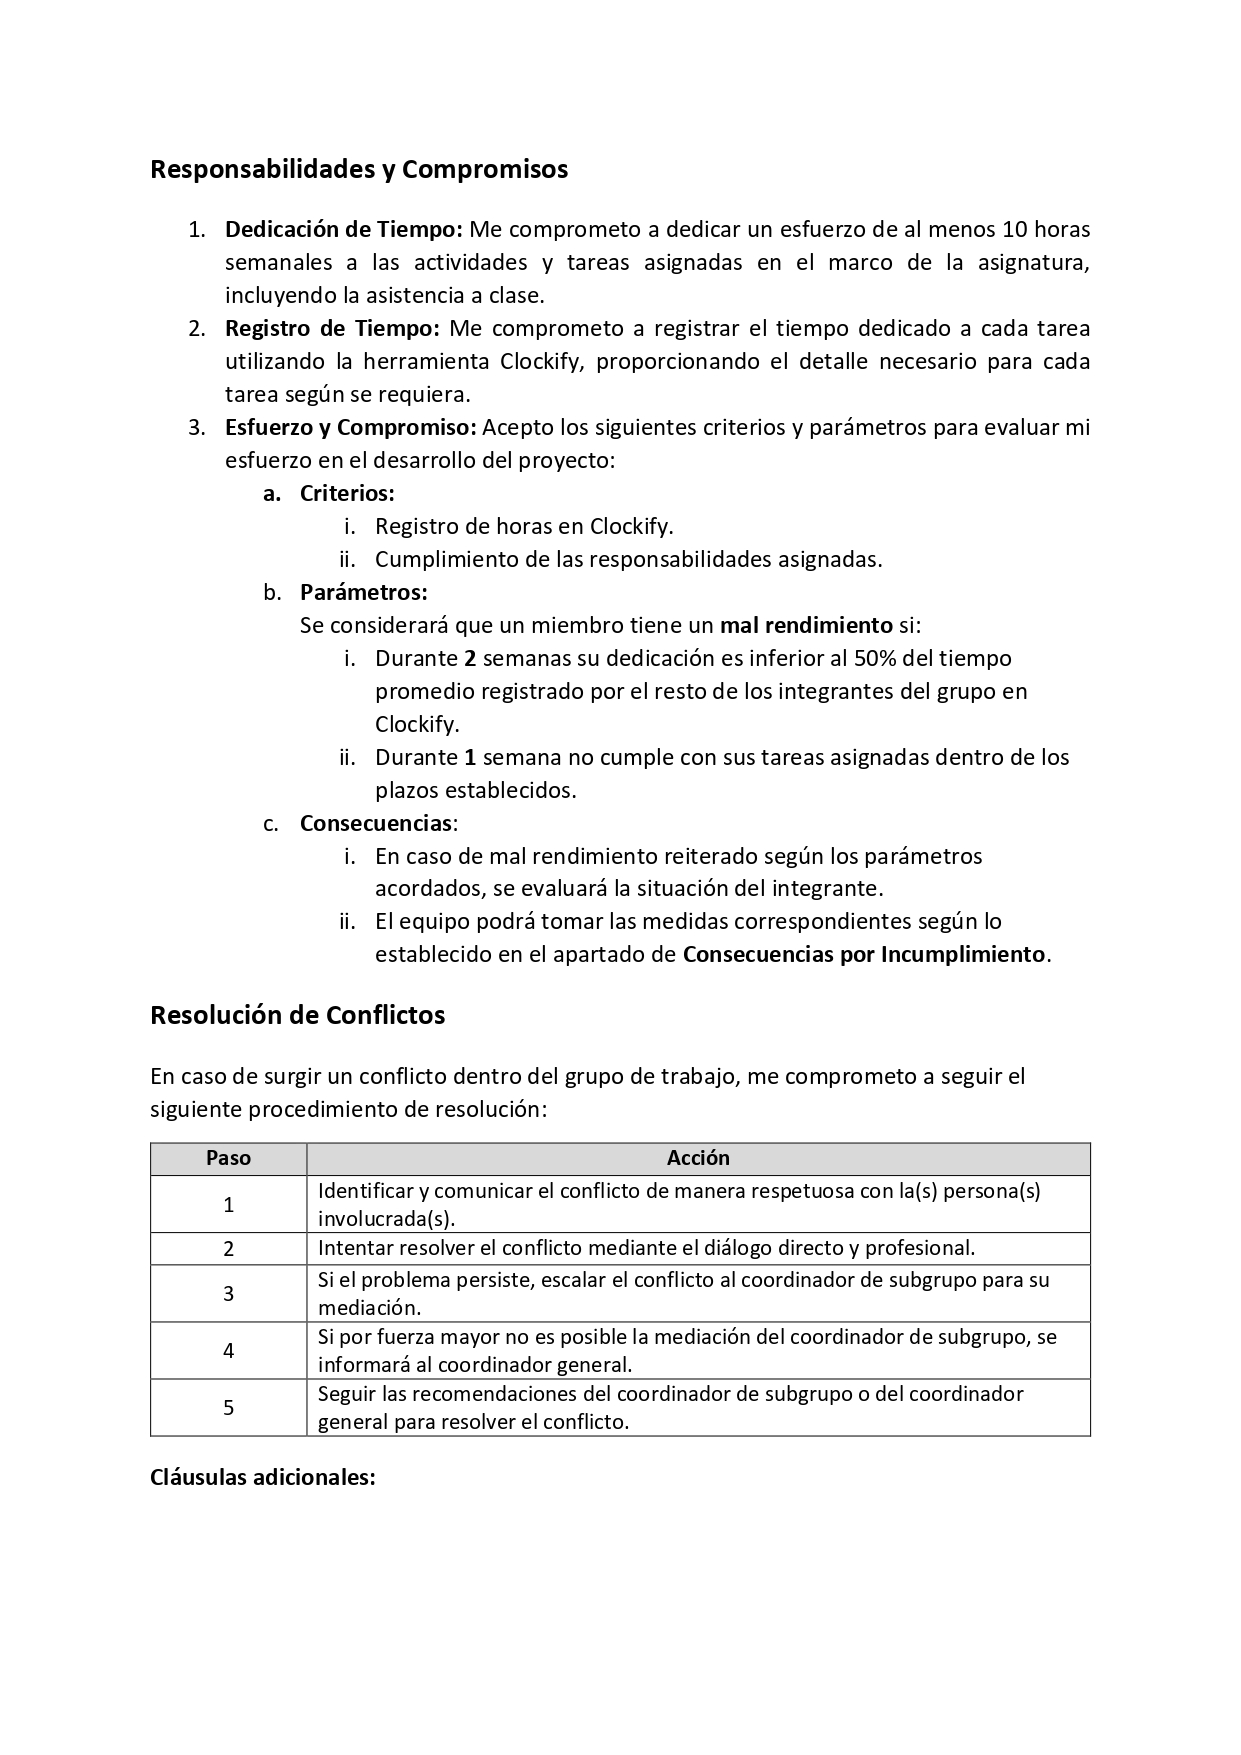 Responsabilidades y Compromisos
1. Dedicación de Tiempo: Me comprometo a dedicar un esfuerzo de al menos 10 horas
semanales a las actividades y tareas asignadas en el marco de la asignatura,
incluyendo la asistencia a clase.
2. Registro de Tiempo: Me comprometo a registrar el tiempo dedicado a cada tarea
utilizando la herramienta Clockify, proporcionando el detalle necesario para cada
tarea según se requiera.
3. Esfuerzo y Compromiso: Acepto los siguientes criterios y parámetros para evaluar mi
esfuerzo en el desarrollo del proyecto:
a. Criterios:
i. Registro de horas en Clockify.
ii. Cumplimiento de las responsabilidades asignadas.
b. Parámetros:
Se considerará que un miembro tiene un mal rendimiento si:
i. Durante 2 semanas su dedicación es inferior al 50% del tiempo
promedio registrado por el resto de los integrantes del grupo en
Clockify.
ii. Durante 1 semana no cumple con sus tareas asignadas dentro de los
plazos establecidos.
c. Consecuencias:
i. En caso de mal rendimiento reiterado según los parámetros
acordados, se evaluará la situación del integrante.
ii. El equipo podrá tomar las medidas correspondientes según lo
establecido en el apartado de Consecuencias por Incumplimiento.
Resolución de Conflictos
En caso de surgir un conflicto dentro del grupo de trabajo, me comprometo a seguir el
siguiente procedimiento de resolución:
Paso Acción
1 Identificar y comunicar el conflicto de manera respetuosa con la(s) persona(s)
involucrada(s).
2 Intentar resolver el conflicto mediante el diálogo directo y profesional.
3 Si el problema persiste, escalar el conflicto al coordinador de subgrupo para su
mediación.
4 Si por fuerza mayor no es posible la mediación del coordinador de subgrupo, se
informará al coordinador general.
5 Seguir las recomendaciones del coordinador de subgrupo o del coordinador
general para resolver el conflicto.
Cláusulas adicionales: